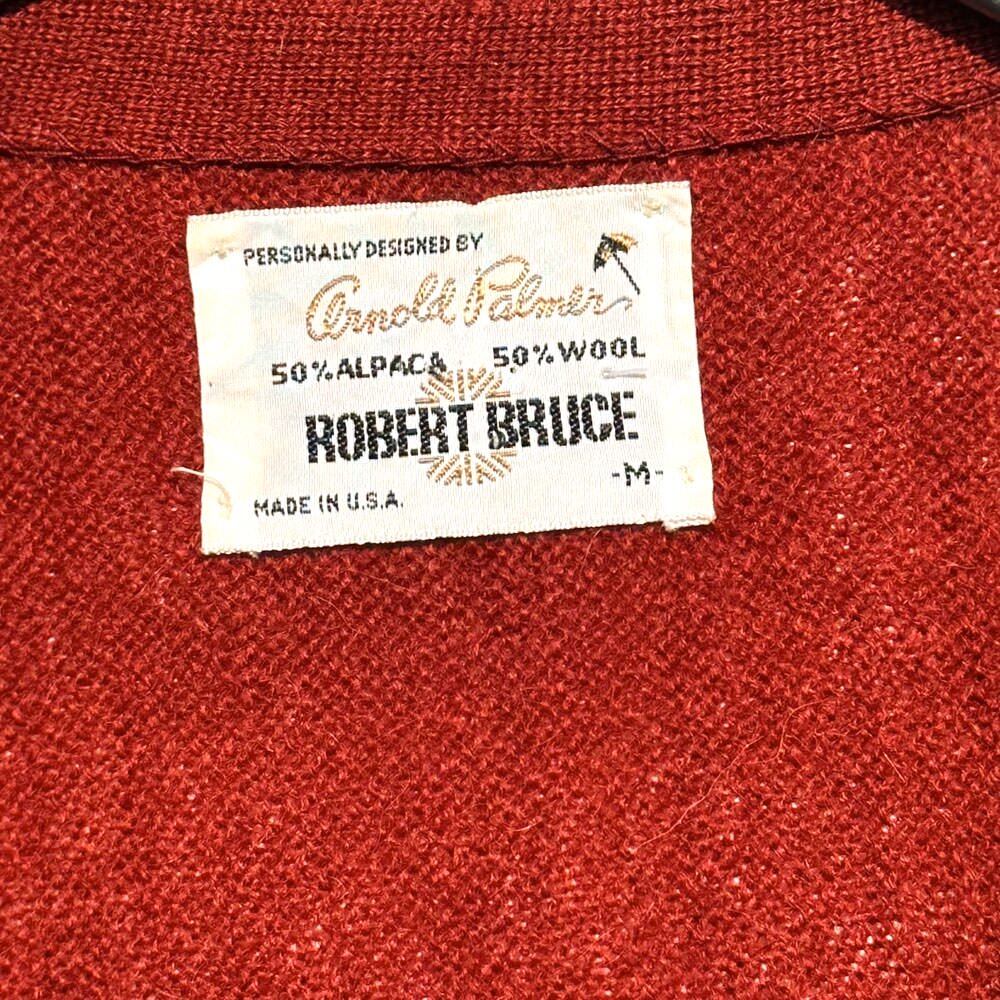 PERSONALLY DESIGNED BY
Arnold Palmer
50% ALPACA 50% WOOL
ROBERT BRUCE
-M-
MADE IN U.S.A.